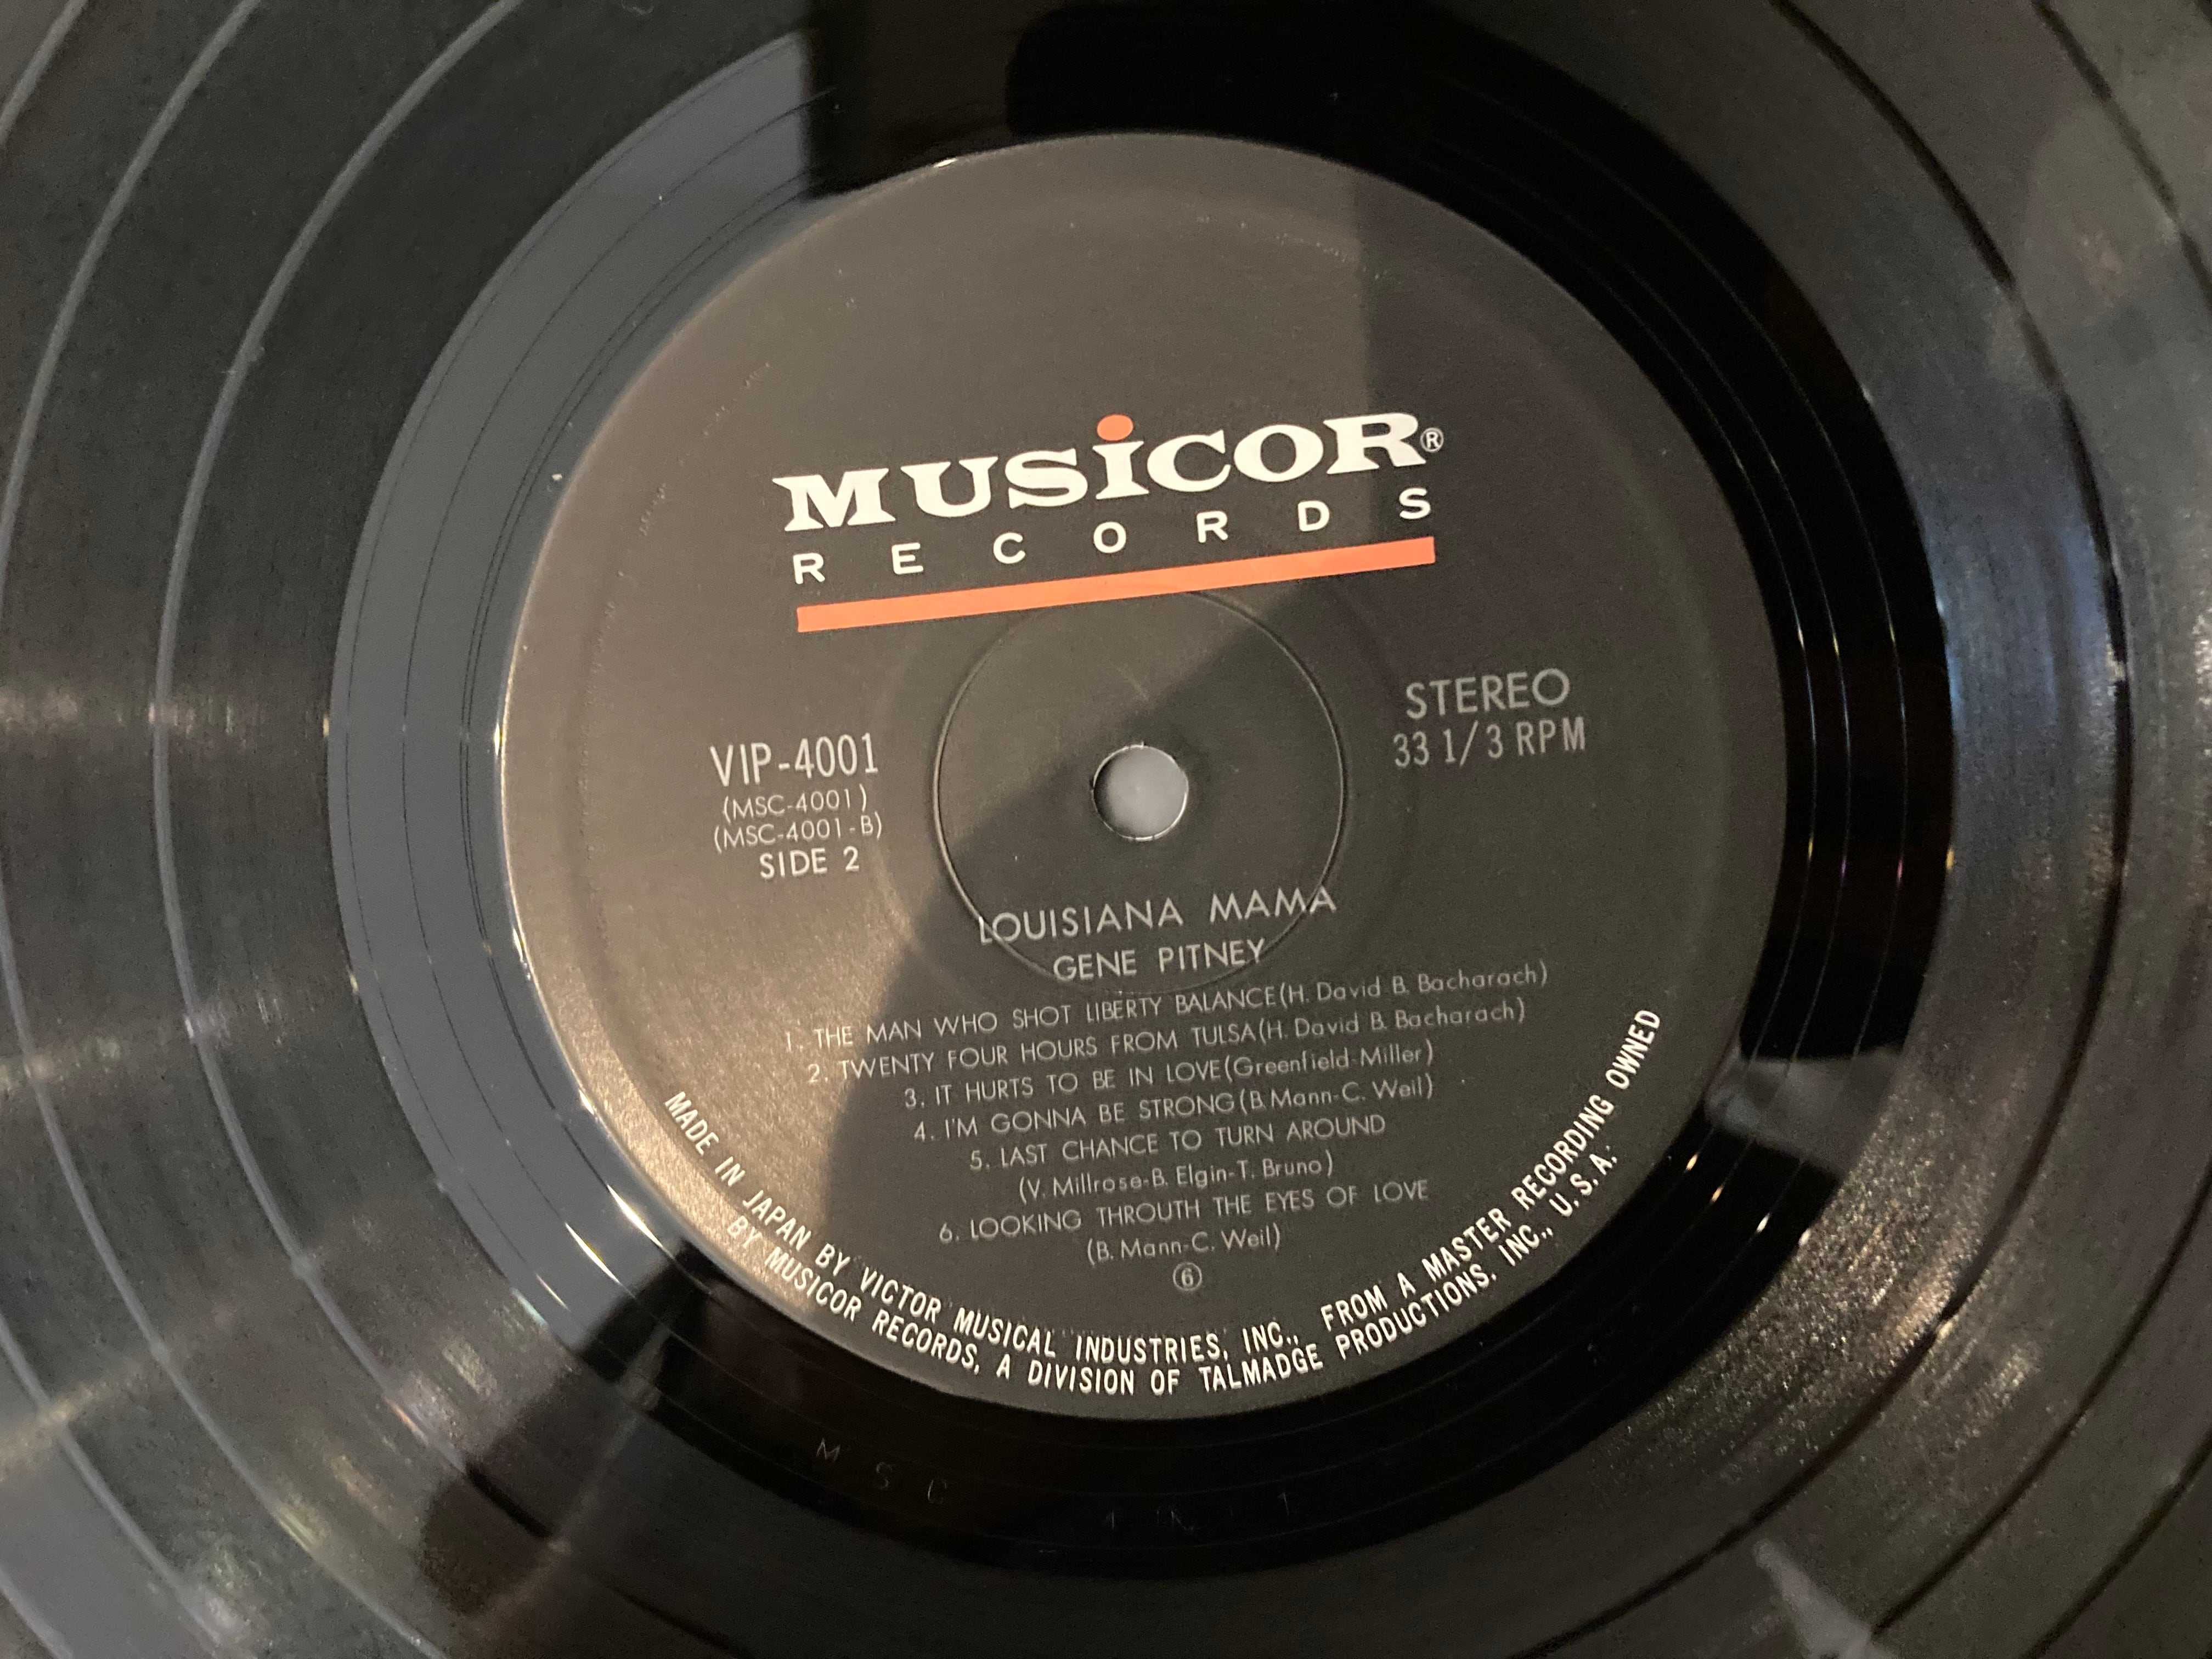 MUSiCOR®
RECORDS
STEREO
33 1/3 RPM
VIP-4001
(MSC-4001)
(MSC-4001-B)
SIDE 2
LOUISIANA MAMA
GENE PITNEY
1. THE MAN WHO SHOT LIBERTY BALANCE(H. David B. Bacharach)
2. TWENTY FOUR HOURS FROM TULSA(H. David B. Bacharach)
3. IT HURTS TO BE IN LOVE(Greenfield-Miller)
4. I'M GONNA BE STRONG(B.Mann-C. Weil)
5. LAST CHANCE TO TURN AROUND
(V. Millrose-B. Elgin-T. Bruno)
6. LOOKING THROUTH THE EYES OF LOVE
(B. Mann-C. Weil)
⑥
MADE IN JAPAN BY VICTOR MUSICAL INDUSTRIES, INC., FROM A MASTER RECORDING OWNED
BY MUSICOR RECORDS, A DIVISION OF TALMADGE PRODUCTIONS, INC., U.S.A.
MSC